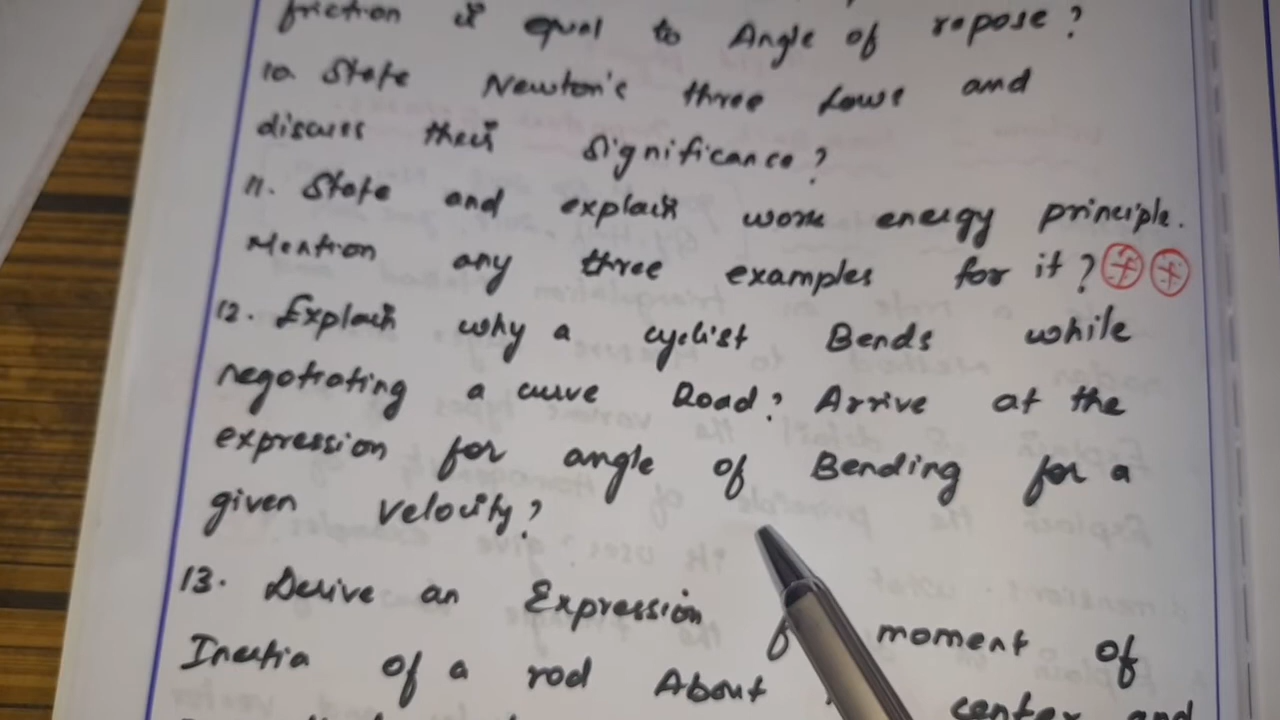 friction is equal to Angle of repose?
10. State Newton's three Laws and
discuss their significance?
11. State and explain work energy principle.
Mention any three examples for it?
12. Explain why a cyclist Bends while
negotiating a curve Road? Arrive at the
expression for angle of Bending for a
given velocity?
13. Derive an Expression moment of
Inertia of a rod About center and